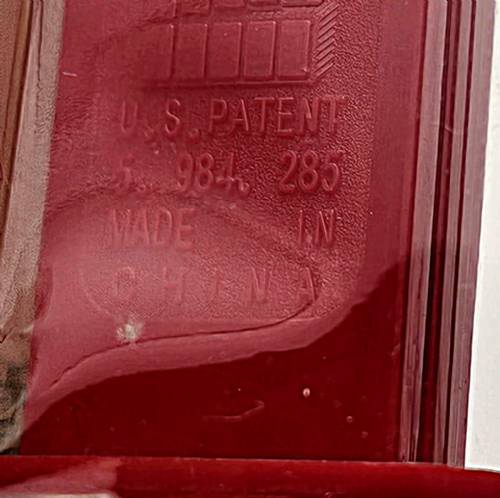 U.S. PATENT
5. 984. 285
MADE IN
CHINA